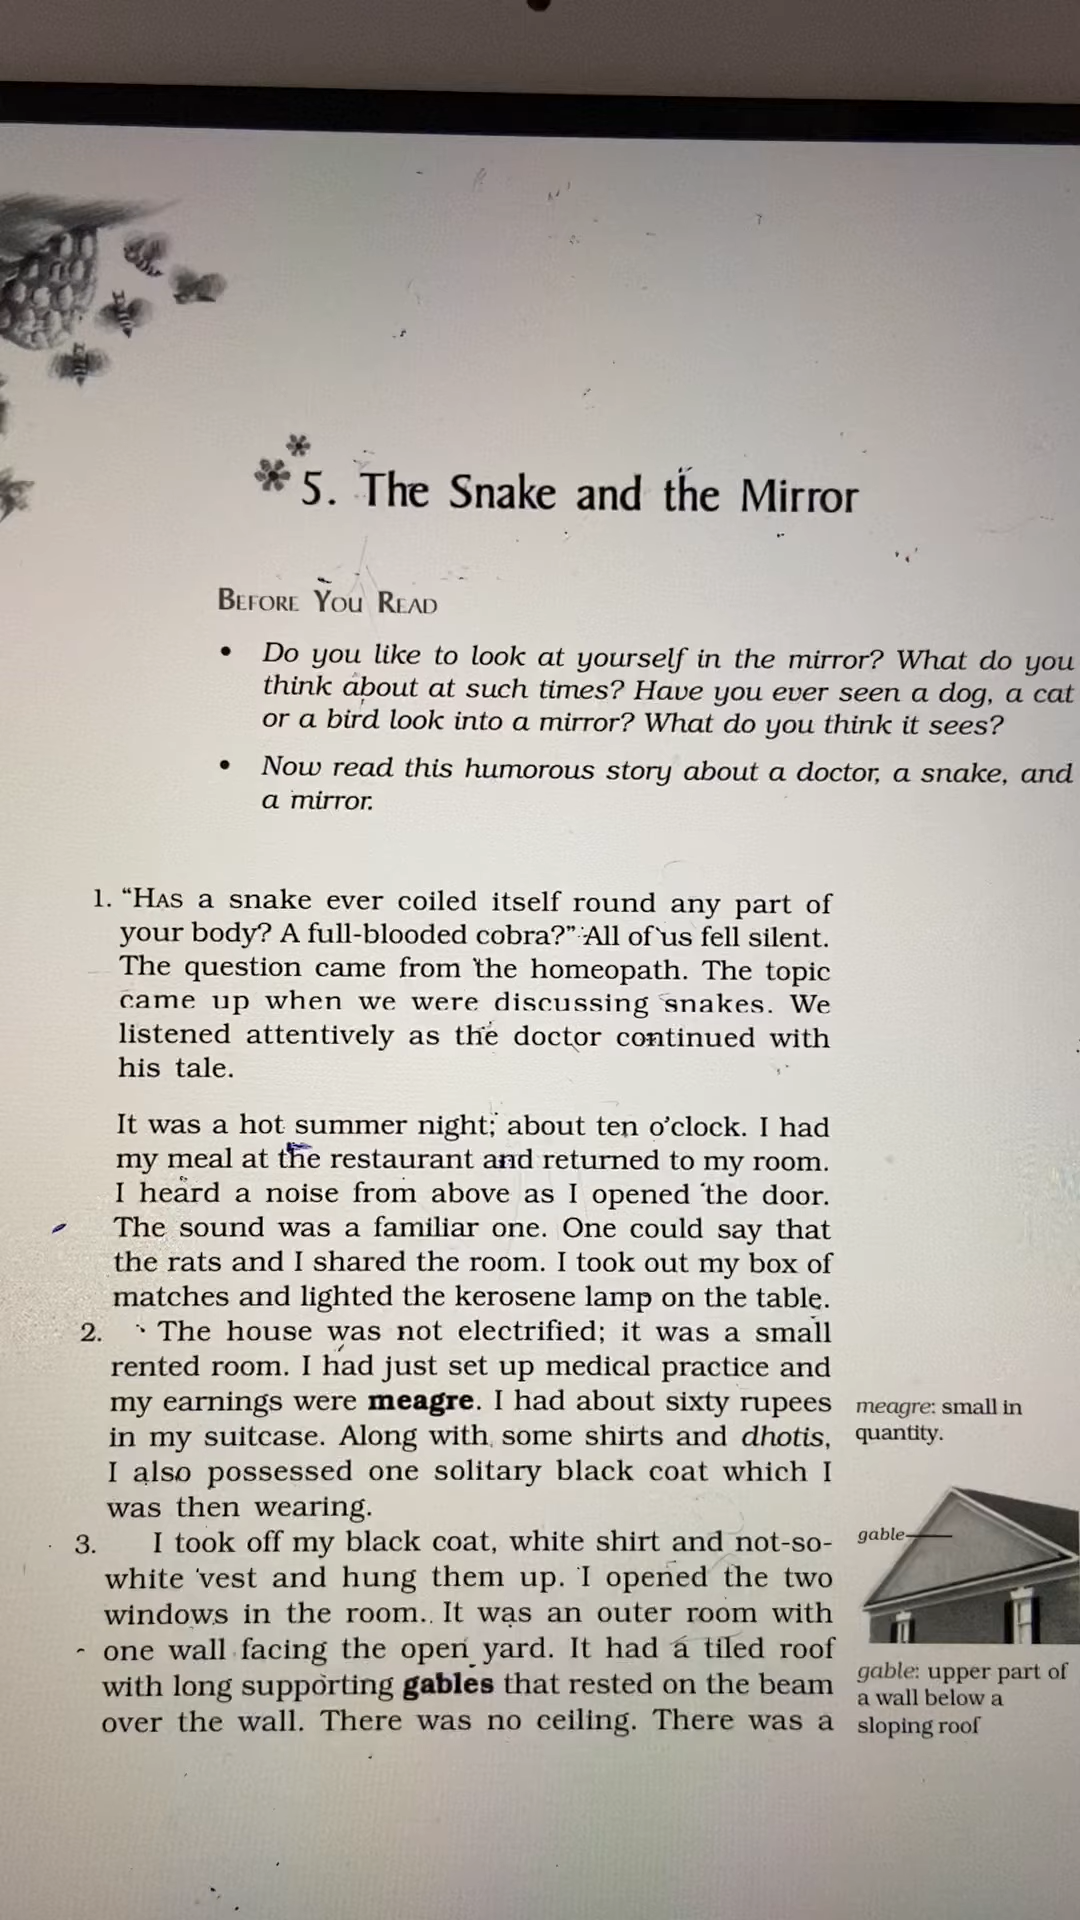 5. The Snake and the Mirror
BEFORE YOU READ
• Do you like to look at yourself in the mirror? What do you
think about at such times? Have you ever seen a dog, a cat
or a bird look into a mirror? What do you think it sees?
• Now read this humorous story about a doctor, a snake, and
a mirror.
1. “HAS a snake ever coiled itself round any part of
your body? A full-blooded cobra?” All of us fell silent.
The question came from the homeopath. The topic
came up when we were discussing snakes. We
listened attentively as the doctor continued with
his tale.
It was a hot summer night; about ten o’clock. I had
my meal at the restaurant and returned to my room.
I heard a noise from above as I opened the door.
The sound was a familiar one. One could say that
the rats and I shared the room. I took out my box of
matches and lighted the kerosene lamp on the table.
2. The house was not electrified; it was a small
rented room. I had just set up medical practice and
my earnings were meagre. I had about sixty rupees
in my suitcase. Along with some shirts and dhotis,
I also possessed one solitary black coat which I
was then wearing.
3. I took off my black coat, white shirt and not-so-
white vest and hung them up. I opened the two
windows in the room. It was an outer room with
one wall facing the open yard. It had a tiled roof
with long supporting gables that rested on the beam
over the wall. There was no ceiling. There was a
meagre: small in
quantity.
gable
gable: upper part of
a wall below a
sloping roof